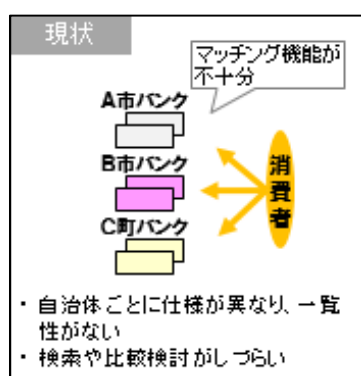 現状
マッチング機能が
不十分
A市バンク
B市バンク
C町バンク
消費者
・自治体ごとに仕様が異なり、一覧
性がない
・検索や比較検討がしづらい